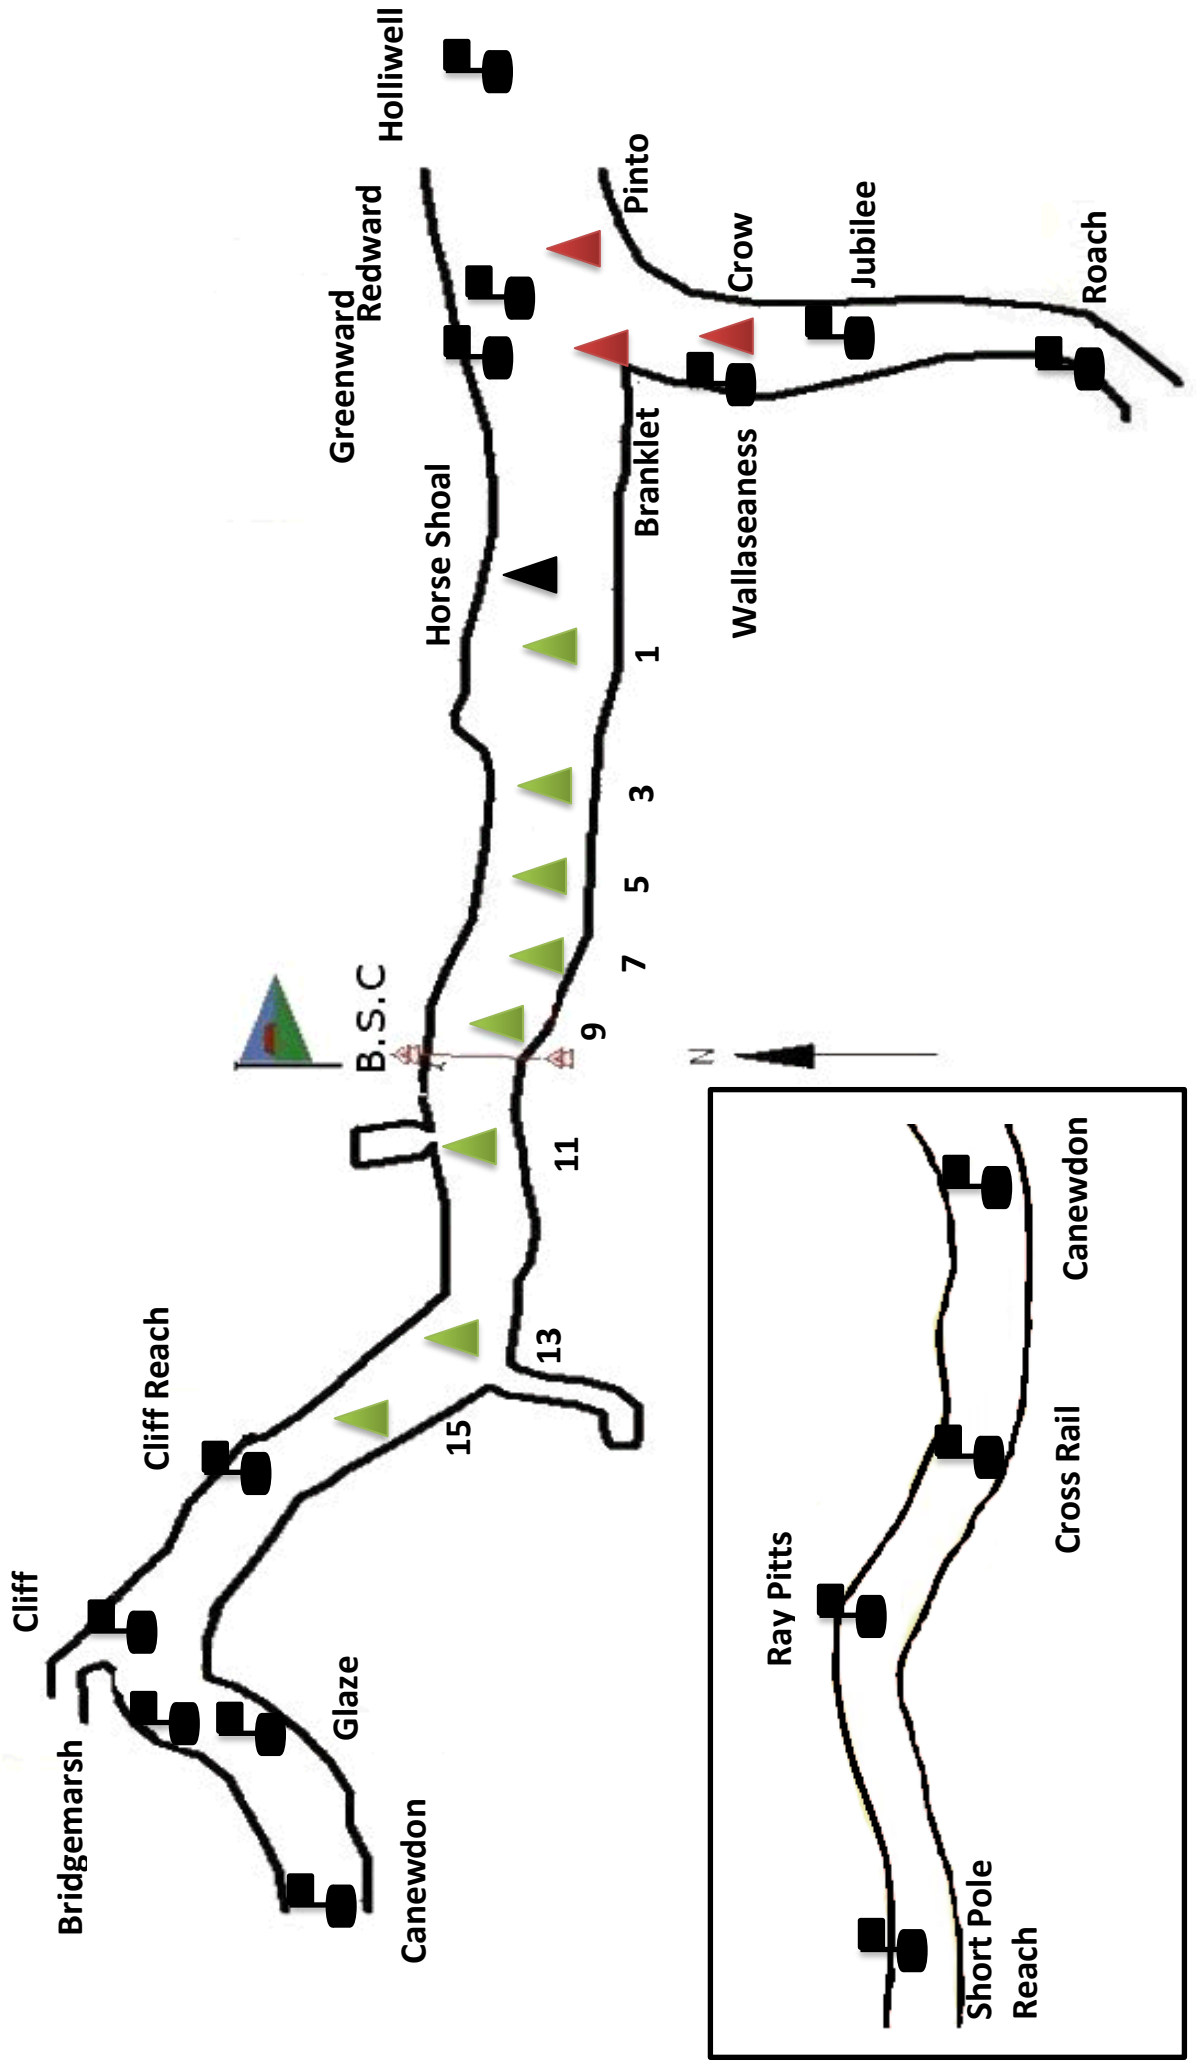 Cliff
Bridgemarsh
Cliff Reach
Glaze
Canewdon
15
13
11
B.S.C
9
7
5
3
1
Horse Shoal
Greenward
Redward
Holliwell
Branklet
Pinto
Wallaseaness
Crow
Jubilee
Roach
N
Ray Pitts
Short Pole
Reach
Cross Rail
Canewdon